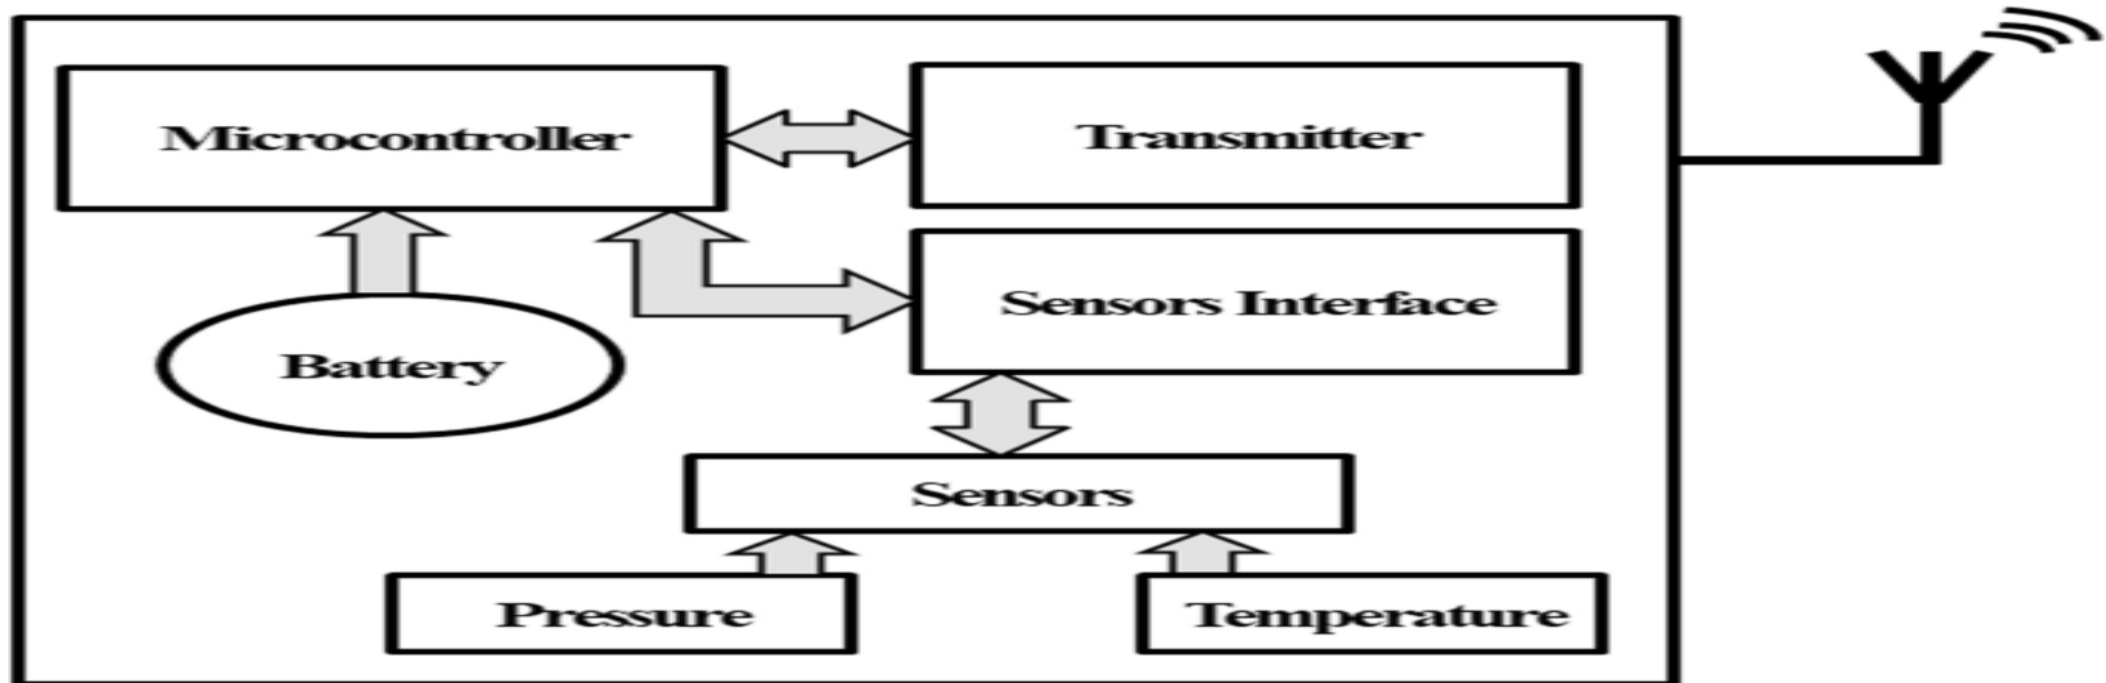 Microcontroller
Transmitter
Sensors Interface
Battery
Sensors
Pressure
Temperature